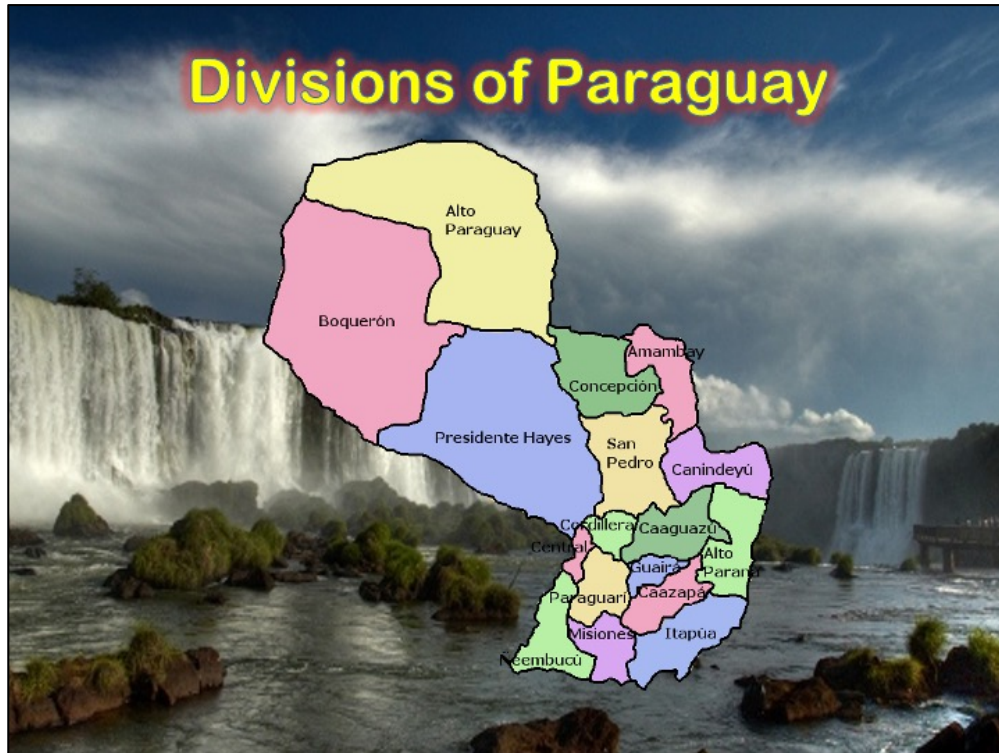 Divisions of Paraguay
Alto
Paraguay
Boquerón
Amambay
Concepción
Presidente Hayes
San
Pedro
Canindeyú
Cordillera
Caaguazú
Central
Alto
Paraná
Guairá
Paraguarí
Caazapá
Misiones
Itapúa
Ñeembucú